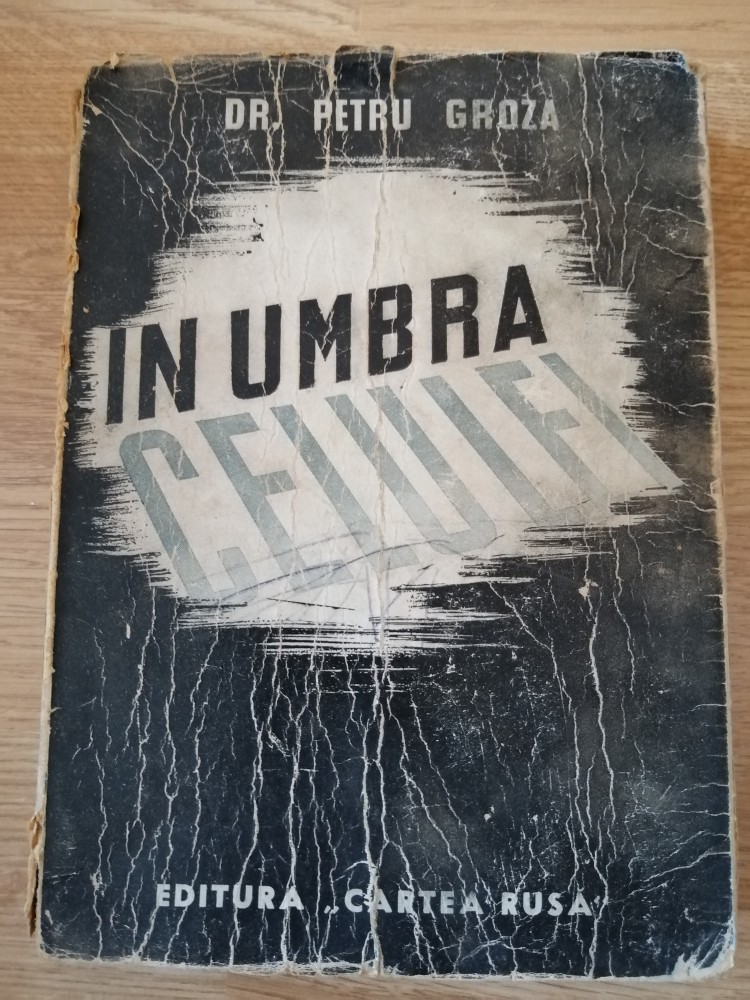 DR. PETRU GROZA
IN UMBRA
CELULEI
EDITURA „CARTEA RUSA"